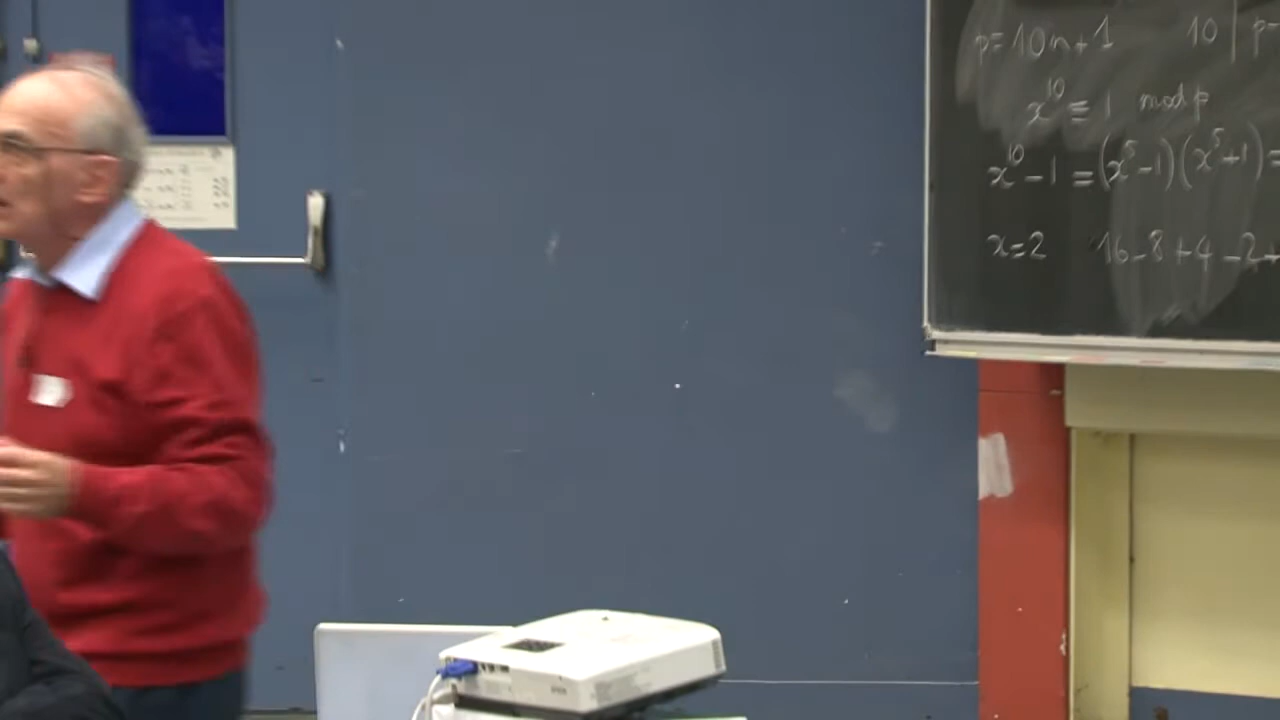 p=10n+1 10 | p-
x^10 ≡ 1 mod p
x^10-1=(x^5-1)(x^5+1)=
x=2 16-8+4-2+